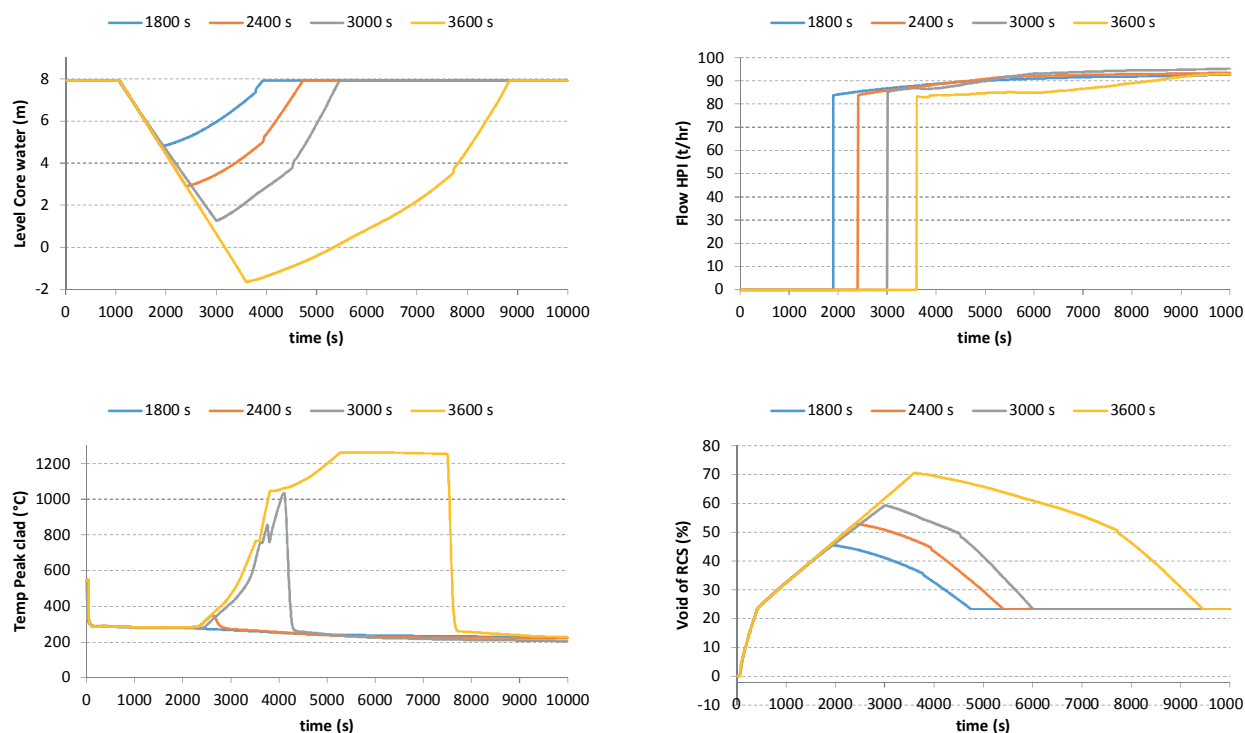 1800 s 2400 s 3000 s 3600 s
Level Core water (m)
8
6
4
2
0
-2
0 1000 2000 3000 4000 5000 6000 7000 8000 9000 10000
time (s)
1800 s 2400 s 3000 s 3600 s
Flow HPI (t/hr)
100
90
80
70
60
50
40
30
20
10
0
0 1000 2000 3000 4000 5000 6000 7000 8000 9000 1000
time (s)
1800 s 2400 s 3000 s 3600 s
Temp Peak clad (°C)
1200
1000
800
600
400
200
0
0 1000 2000 3000 4000 5000 6000 7000 8000 9000 10000
time (s)
1800 s 2400 s 3000 s 3600 s
Void of RCS (%)
80
70
60
50
40
30
20
10
0
-10
0 1000 2000 3000 4000 5000 6000 7000 8000 9000 1000
time (s)